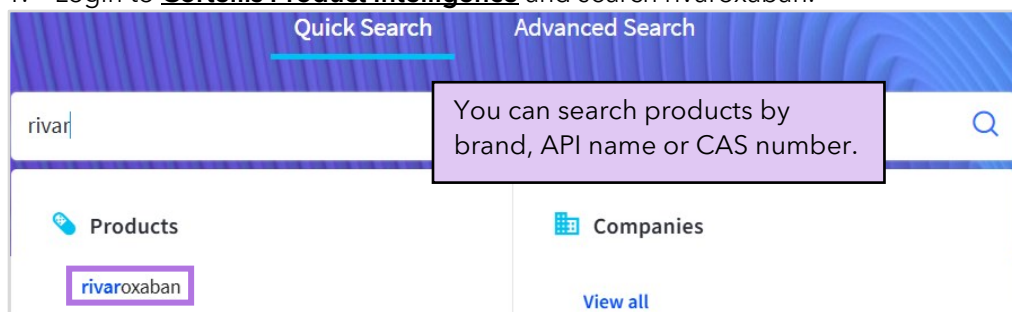 Login to Cortellis Product Intelligence and search rivaroxaban.
Quick Search Advanced Search
rivar
You can search products by
brand, API name or CAS number.
Products
Companies
rivaroxaban
View all